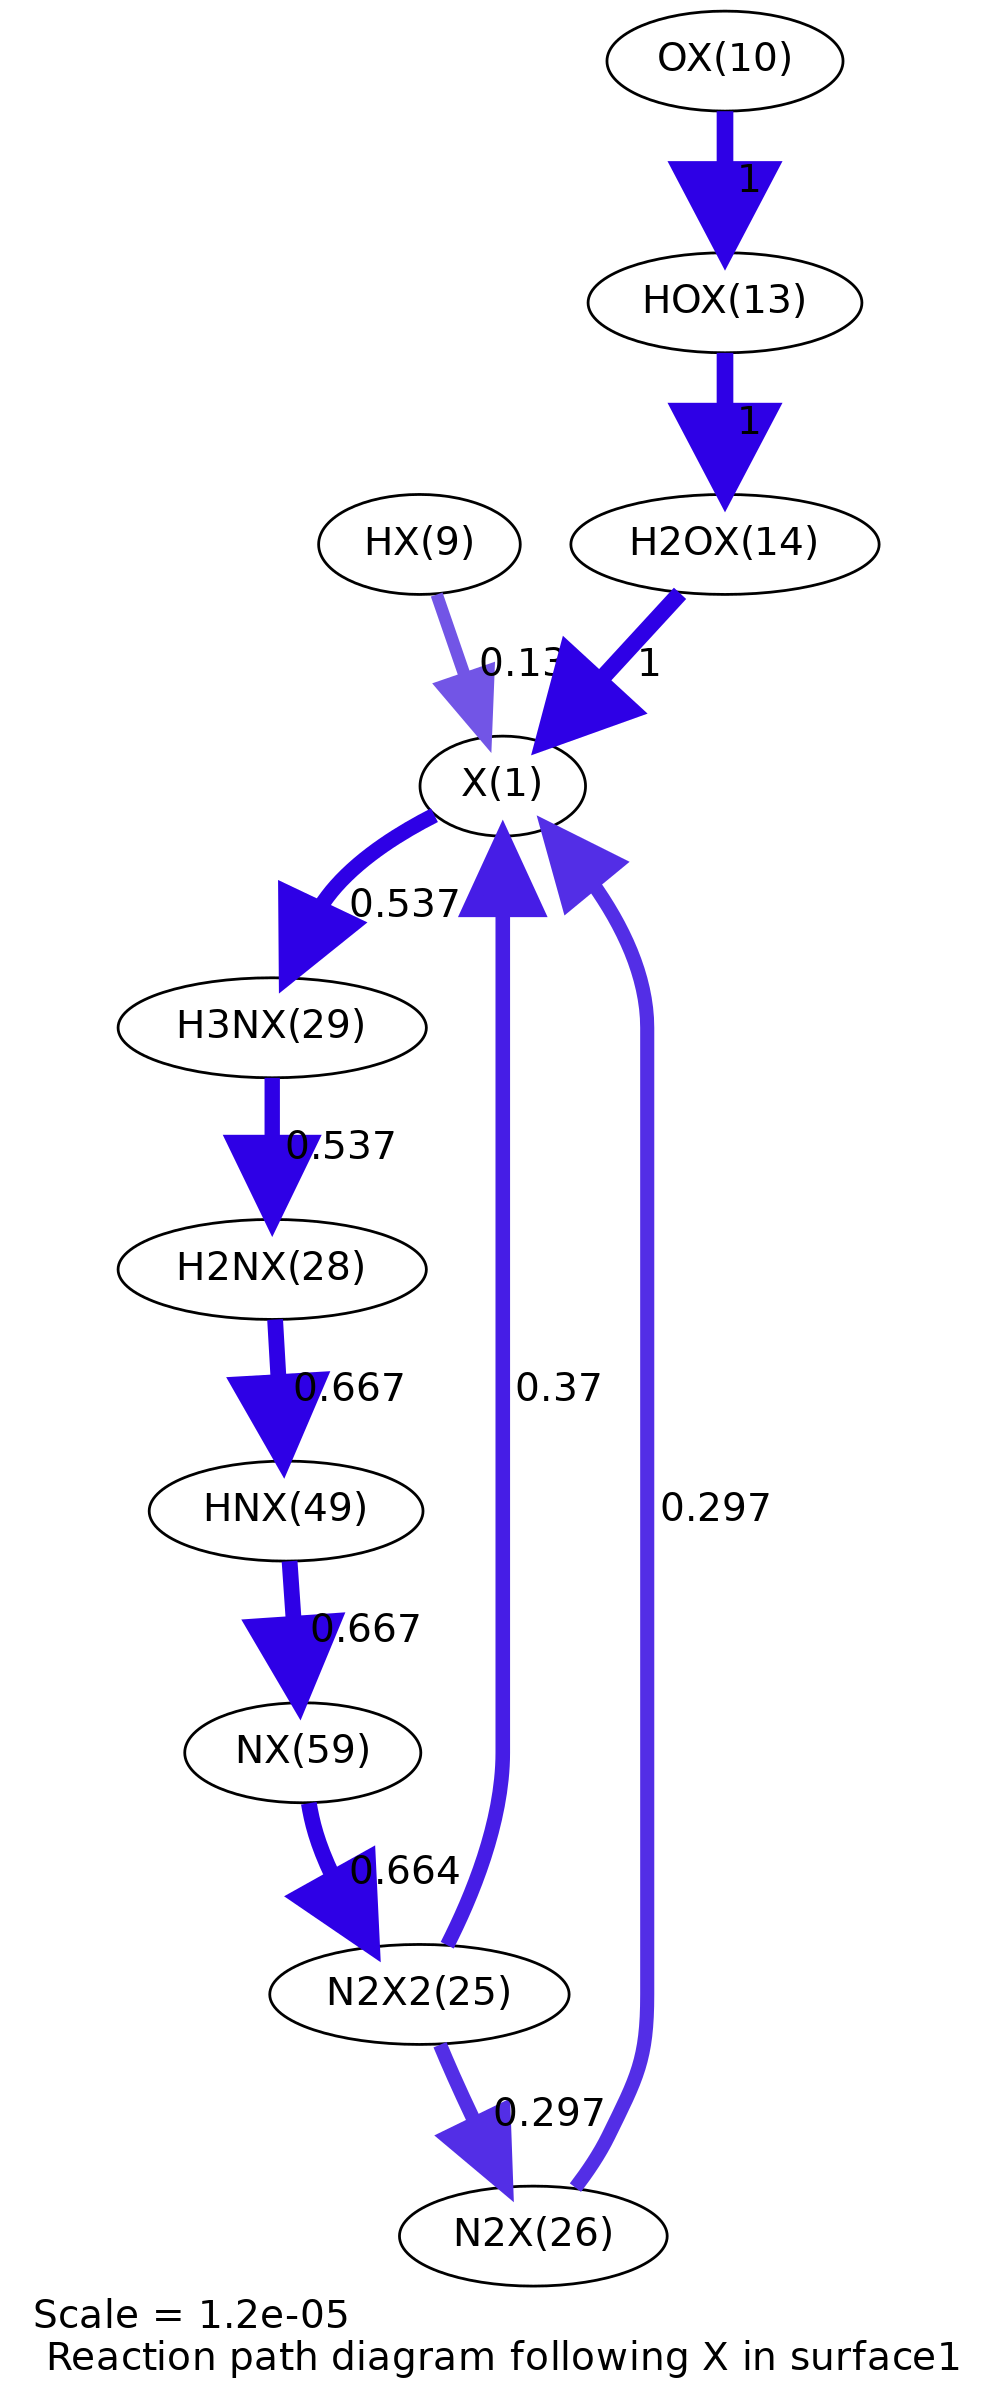 OX(10)
1
HOX(13)
1
HX(9)
H2OX(14)
0.13
1
X(1)
0.537
H3NX(29)
0.537
H2NX(28)
0.667
0.37
HNX(49)
0.297
0.667
NX(59)
0.664
N2X2(25)
0.297
N2X(26)
Scale = 1.2e-05
Reaction path diagram following X in surface1